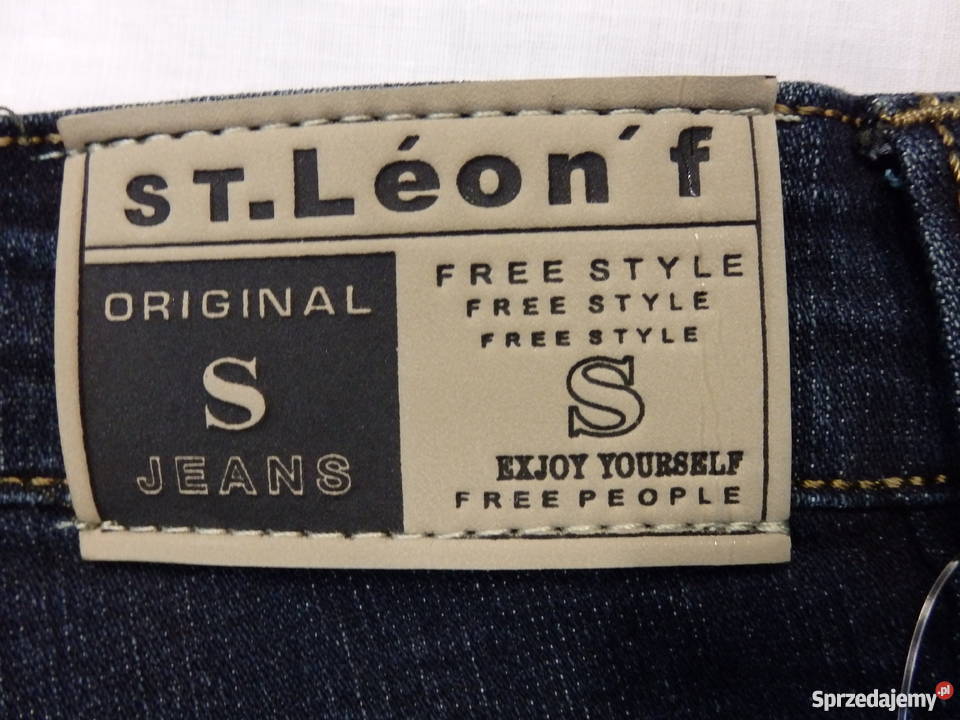 ST.Léon´f
ORIGINAL
S
JEANS
FREE STYLE
FREE STYLE
FREE STYLE
S
EXJOY YOURSELF
FREE PEOPLE
Sprzedajemy.pl